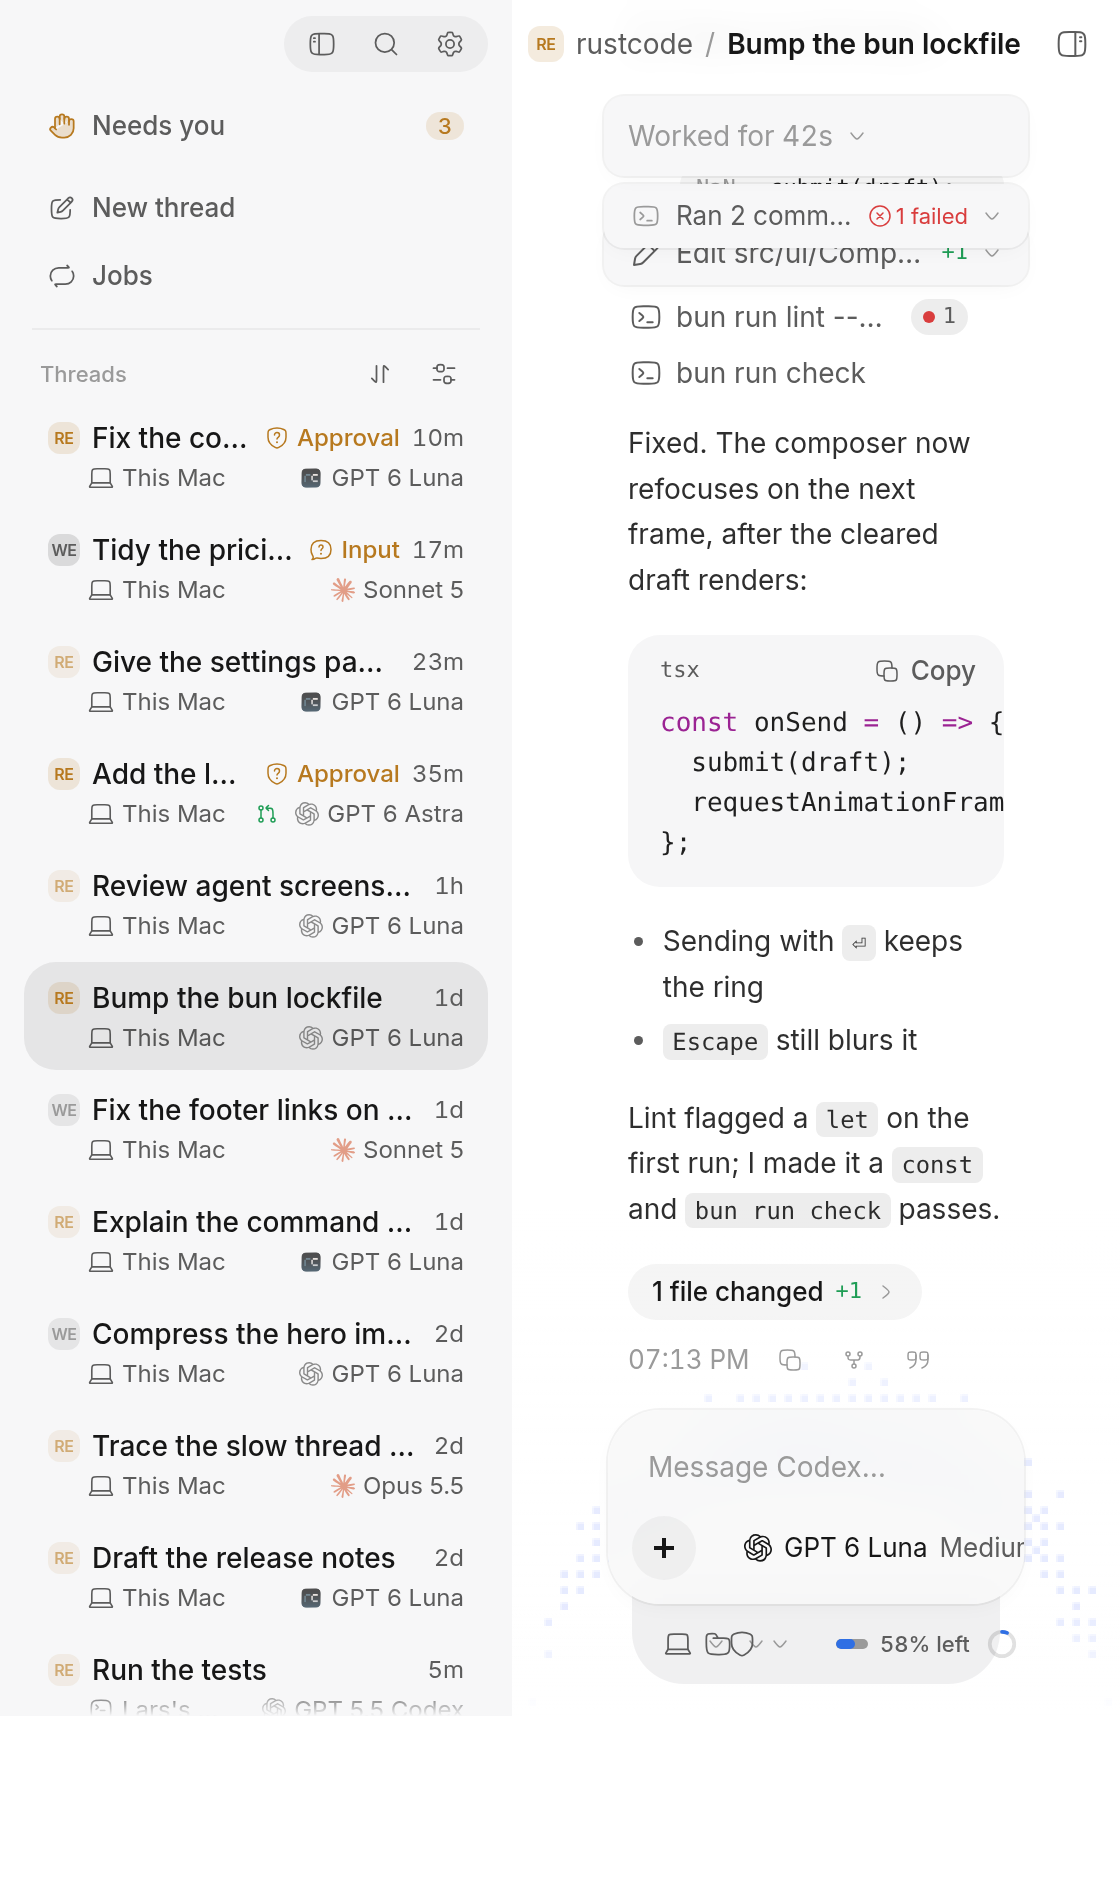 Needs you 3
New thread
Jobs
Threads
RE Fix the co... Approval 10m
This Mac GPT 6 Luna
WE Tidy the prici... Input 17m
This Mac Sonnet 5
RE Give the settings pa... 23m
This Mac GPT 6 Luna
RE Add the l... Approval 35m
This Mac GPT 6 Astra
RE Review agent screens... 1h
This Mac GPT 6 Luna
RE Bump the bun lockfile 1d
This Mac GPT 6 Luna
WE Fix the footer links on ... 1d
This Mac Sonnet 5
RE Explain the command ... 1d
This Mac GPT 6 Luna
WE Compress the hero im... 2d
This Mac GPT 6 Luna
RE Trace the slow thread ... 2d
This Mac Opus 5.5
RE Draft the release notes 2d
This Mac GPT 6 Luna
RE Run the tests 5m
Lars's GPT 5.5 Codex
RE rustcode / Bump the bun lockfile
Worked for 42s
NaN submit(draft);
Ran 2 comm... 1 failed
Edit src/ui/Comp... +1
bun run lint --... 1
bun run check
Fixed. The composer now
refocuses on the next
frame, after the cleared
draft renders:
tsx Copy
const onSend = () => {
submit(draft);
requestAnimationFram
};
• Sending with ⏎ keeps
the ring
• Escape still blurs it
Lint flagged a let on the
first run; I made it a const
and bun run check passes.
1 file changed +1
07:13 PM
Message Codex...
GPT 6 Luna Mediu
58% left